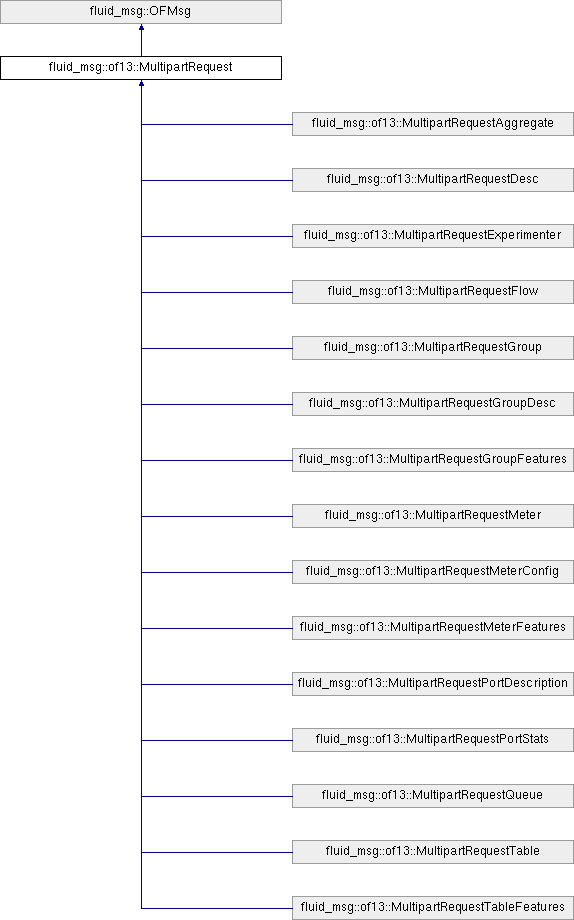 fluid_msg::OFMsg
fluid_msg::of13::MultipartRequest
fluid_msg::of13::MultipartRequestAggregate
fluid_msg::of13::MultipartRequestDesc
fluid_msg::of13::MultipartRequestExperimenter
fluid_msg::of13::MultipartRequestFlow
fluid_msg::of13::MultipartRequestGroup
fluid_msg::of13::MultipartRequestGroupDesc
fluid_msg::of13::MultipartRequestGroupFeatures
fluid_msg::of13::MultipartRequestMeter
fluid_msg::of13::MultipartRequestMeterConfig
fluid_msg::of13::MultipartRequestMeterFeatures
fluid_msg::of13::MultipartRequestPortDescription
fluid_msg::of13::MultipartRequestPortStats
fluid_msg::of13::MultipartRequestQueue
fluid_msg::of13::MultipartRequestTable
fluid_msg::of13::MultipartRequestTableFeatures